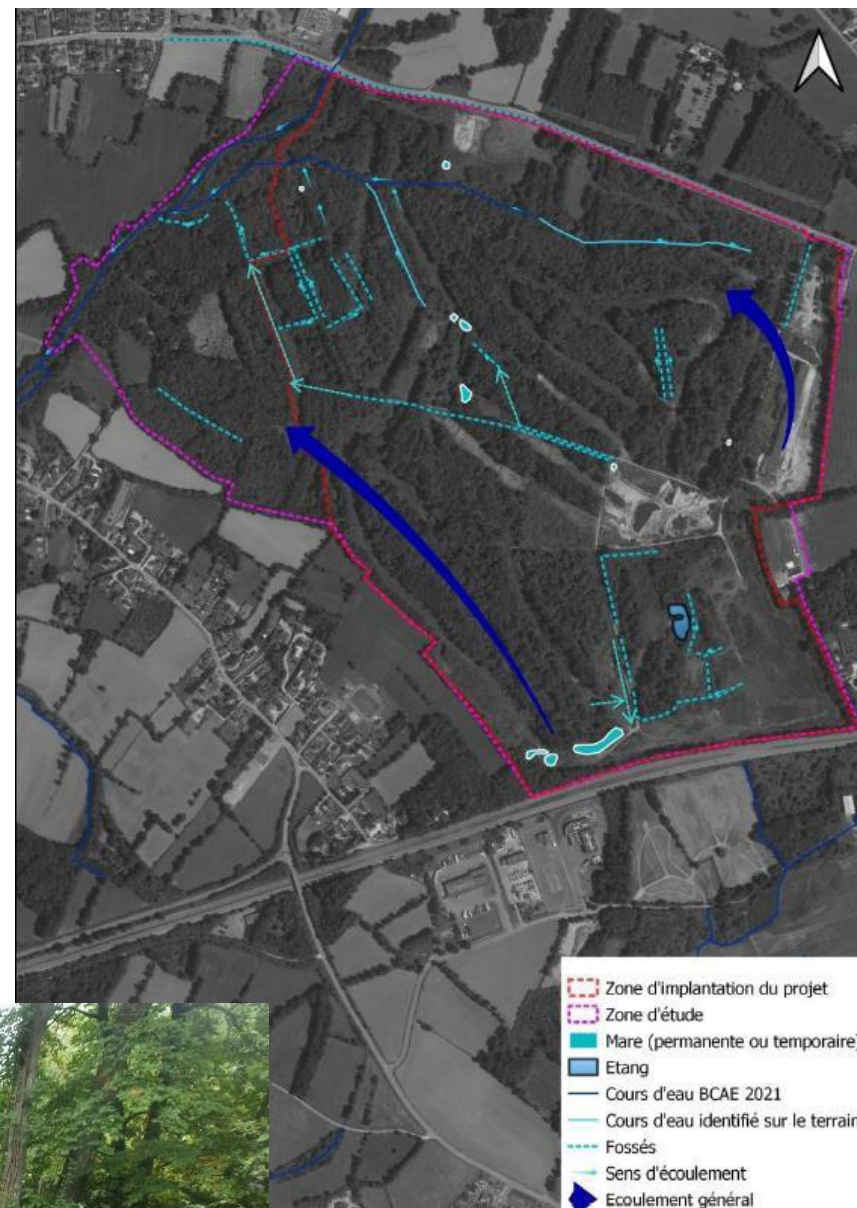 Zone d'implantation du projet
Zone d'étude
Mare (permanente ou temporaire)
Etang
Cours d'eau BCAE 2021
Cours d'eau identifié sur le terrain
Fossés
Sens d'écoulement
Ecoulement général